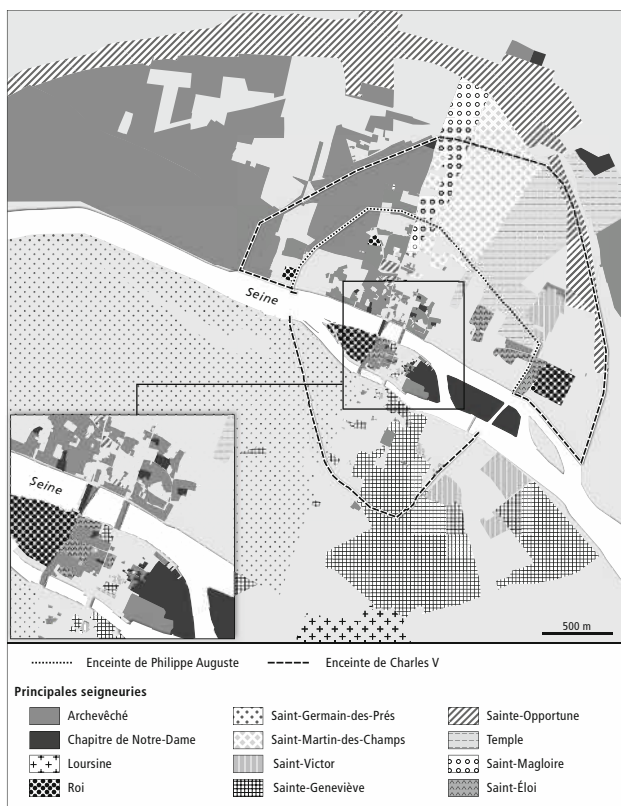 Seine
Seine
500 m
Enceinte de Philippe Auguste
Enceinte de Charles V
Principales seigneuries
Archevêché
Chapitre de Notre-Dame
Loursine
Roi
Saint-Germain-des-Prés
Saint-Martin-des-Champs
Saint-Victor
Sainte-Geneviève
Sainte-Opportune
Temple
Saint-Magloire
Saint-Éloi